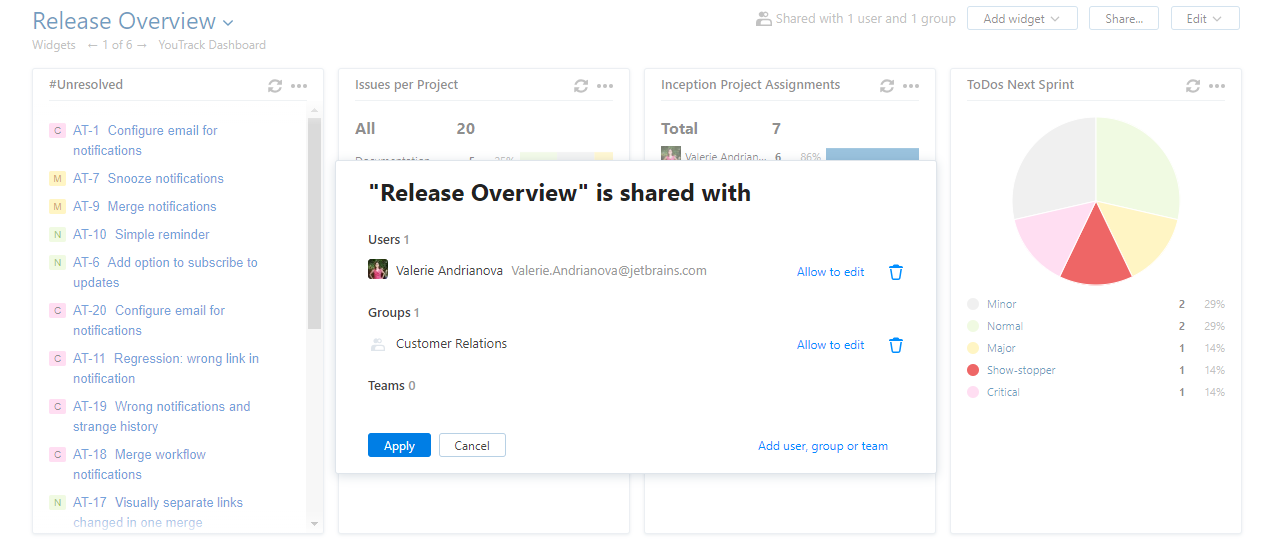 Release Overview
Shared with 1 user and 1 group
Add widget
Share...
Edit
Widgets ← 1 of 6 → YouTrack Dashboard
#Unresolved
C AT-1 Configure email for
notifications
M AT-7 Snooze notifications
M AT-9 Merge notifications
N AT-10 Simple reminder
N AT-6 Add option to subscribe to
updates
C AT-20 Configure email for
notifications
C AT-11 Regression: wrong link in
notification
C AT-19 Wrong notifications and
strange history
C AT-18 Merge workflow
notifications
N AT-17 Visually separate links
changed in one merge
Issues per Project
All 20
Documentation 5 25%
Inception Project Assignments
Total 7
Valerie Andrian... 6 86%
"Release Overview" is shared with
Users 1
Valerie Andrianova Valerie.Andrianova@jetbrains.com Allow to edit
Groups 1
Customer Relations Allow to edit
Teams 0
Apply Cancel Add user, group or team
ToDos Next Sprint
Minor 2 29%
Normal 2 29%
Major 1 14%
Show-stopper 1 14%
Critical 1 14%